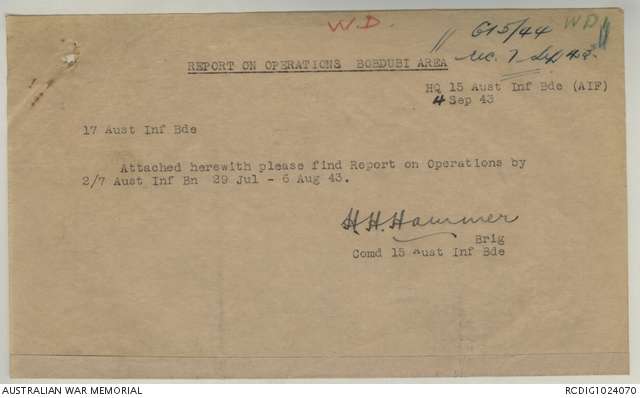 W.D.
G15/44 WD
7
REPORT ON OPERATIONS BOBDUBI AREA
HQ 15 Aust Inf Bde (AIF)
4 Sep 43
17 Aust Inf Bde
Attached herewith please find Report on Operations by
2/7 Aust Inf Bn 29 Jul - 6 Aug 43.
H.H. Hammer
Brig
Comd 15 Aust Inf Bde
AUSTRALIAN WAR MEMORIAL
RCDIG1024070